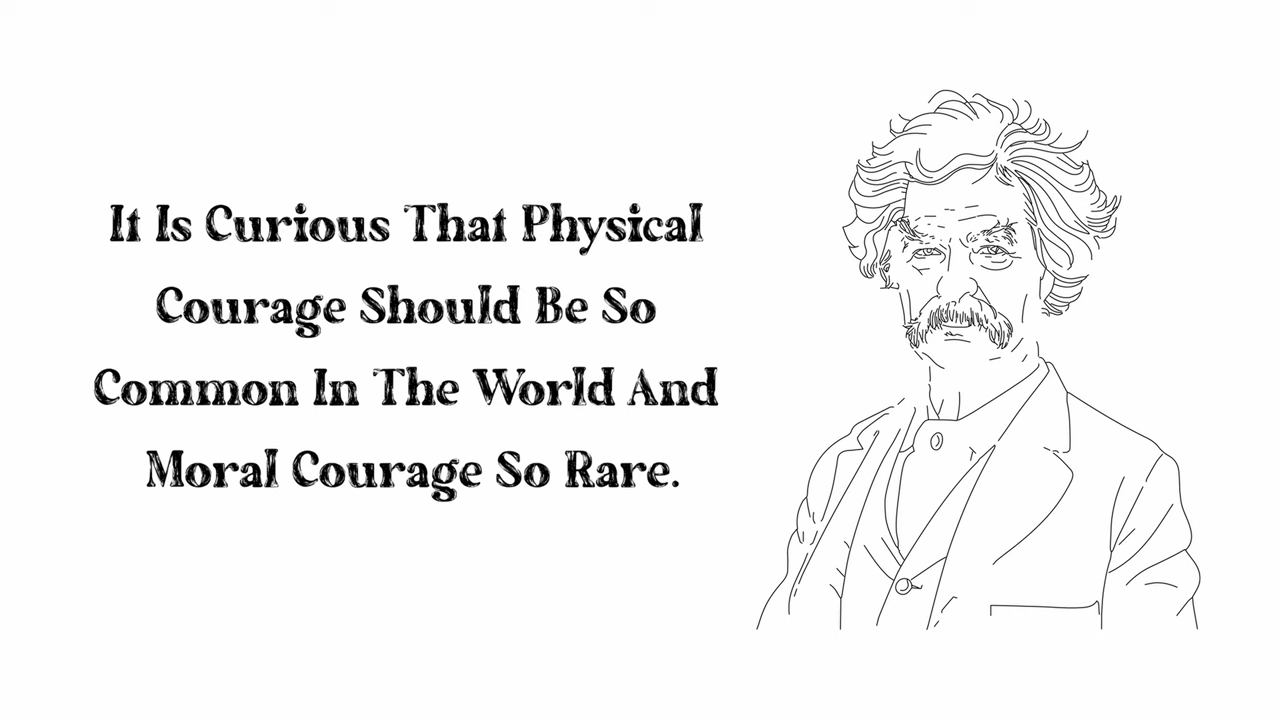 It Is Curious That Physical
Courage Should Be So
Common In The World And
Moral Courage So Rare.